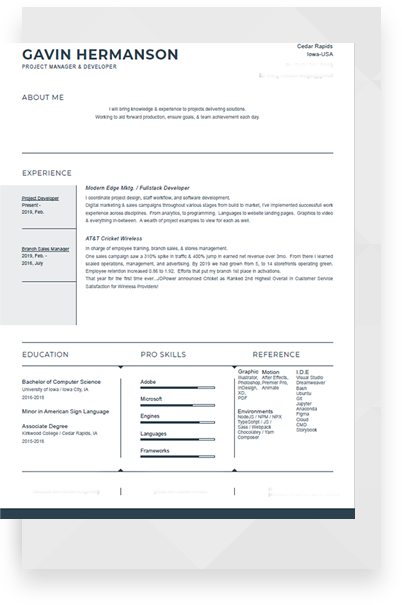 Cedar Rapids
Iowa-USA
GAVIN HERMANSON
PROJECT MANAGER & DEVELOPER
ABOUT ME
I will bring knowledge & experience to projects delivering solutions.
Working to aid forward production, ensure goals, & team achievement each day.
EXPERIENCE
Project Developer
Present -
2019, Feb.
Modern Edge Mktg. / Fullstack Developer
I coordinate project design, staff workflow, and software development.
Digital marketing & sales campaigns throughout various stages from build to market, I've implemented successful work
experience across disciplines. From analytics, to programming. Languages to website landing pages, Graphics to video
& everything in-between. A wealth of project examples to view for each as well.
Branch Sales Manager
2019, Feb. -
2016, July
AT&T Cricket Wireless
In charge of employee training, branch sales, & stores management.
One sales campaign saw a 310% spike in traffic & 400% jump in earned net revenue over 3mo. From there I learned
scaled operations, management, and advertising. By 2019 we had grown from 5, to 14 storefronts operating green.
Employee retention increased 0.86 to 1.92. Efforts that put my branch 1st place in activations.
That year for the first time ever, JDPower announced Cricket as Ranked 2nd Highest Overall in Customer Service
Satisfaction for Wireless Providers!
EDUCATION
Bachelor of Computer Science
University of Iowa / Iowa City, IA
2016-2018
Minor in American Sign Language
Associate Degree
Kirkwood College / Cedar Rapids, IA
2015-2016
PRO SKILLS
Adobe
Microsoft
Engines
Languages
Frameworks
REFERENCE
Graphic
Illustrator,
Photoshop,
InDesign,
XD,
PDF
Motion
After Effects,
Premier Pro,
Animate
Environments
NodeJS / NPM / NPX
TypeScript / JS /
Sass / Webpack
Chocolatey / Yarn
Composer
I.D.E
Visual Studio
Dreamweaver
Bash
Ubuntu
Git
Jupyter
Anaconda
Figma
Cloud
CMD
Storybook